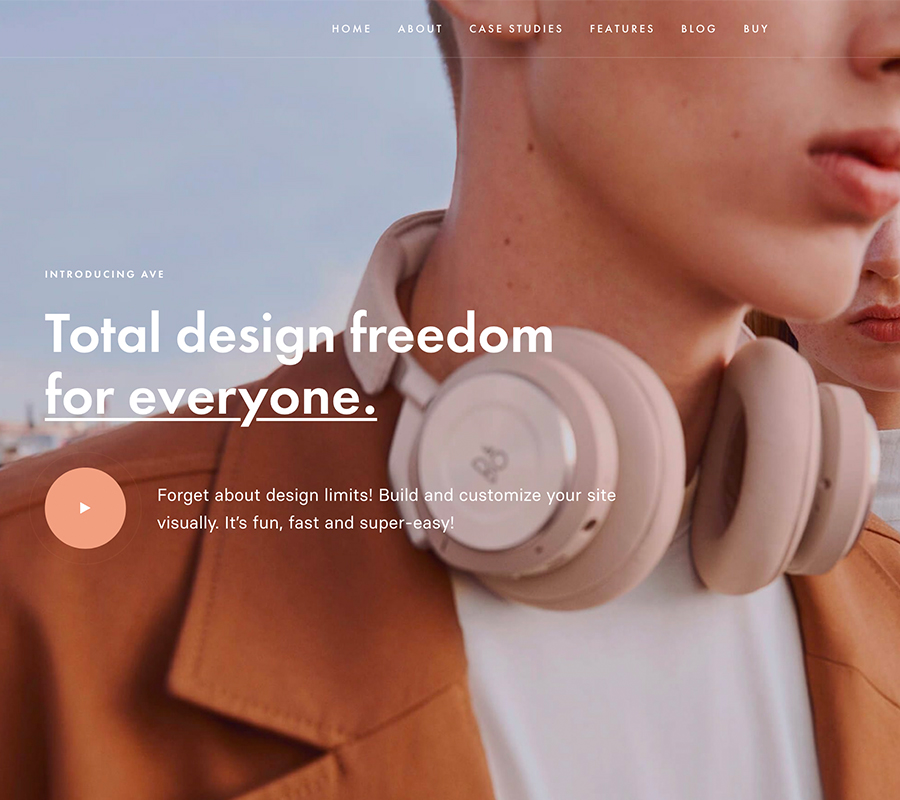 HOME ABOUT CASE STUDIES FEATURES BLOG BUY
INTRODUCING AVE
Total design freedom
for everyone.
Forget about design limits! Build and customize your site
visually. It’s fun, fast and super-easy!